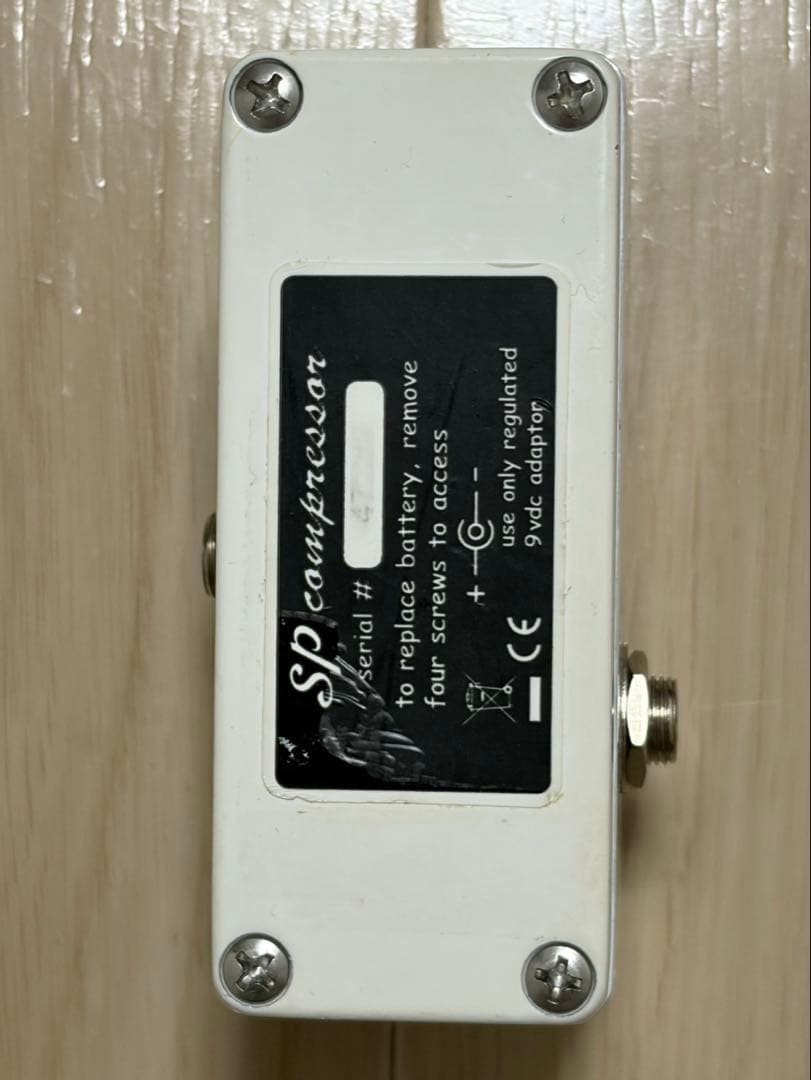 sp compressor
serial #
to replace battery, remove
four screws to access
+ -
use only regulated
9vdc adaptor
CE